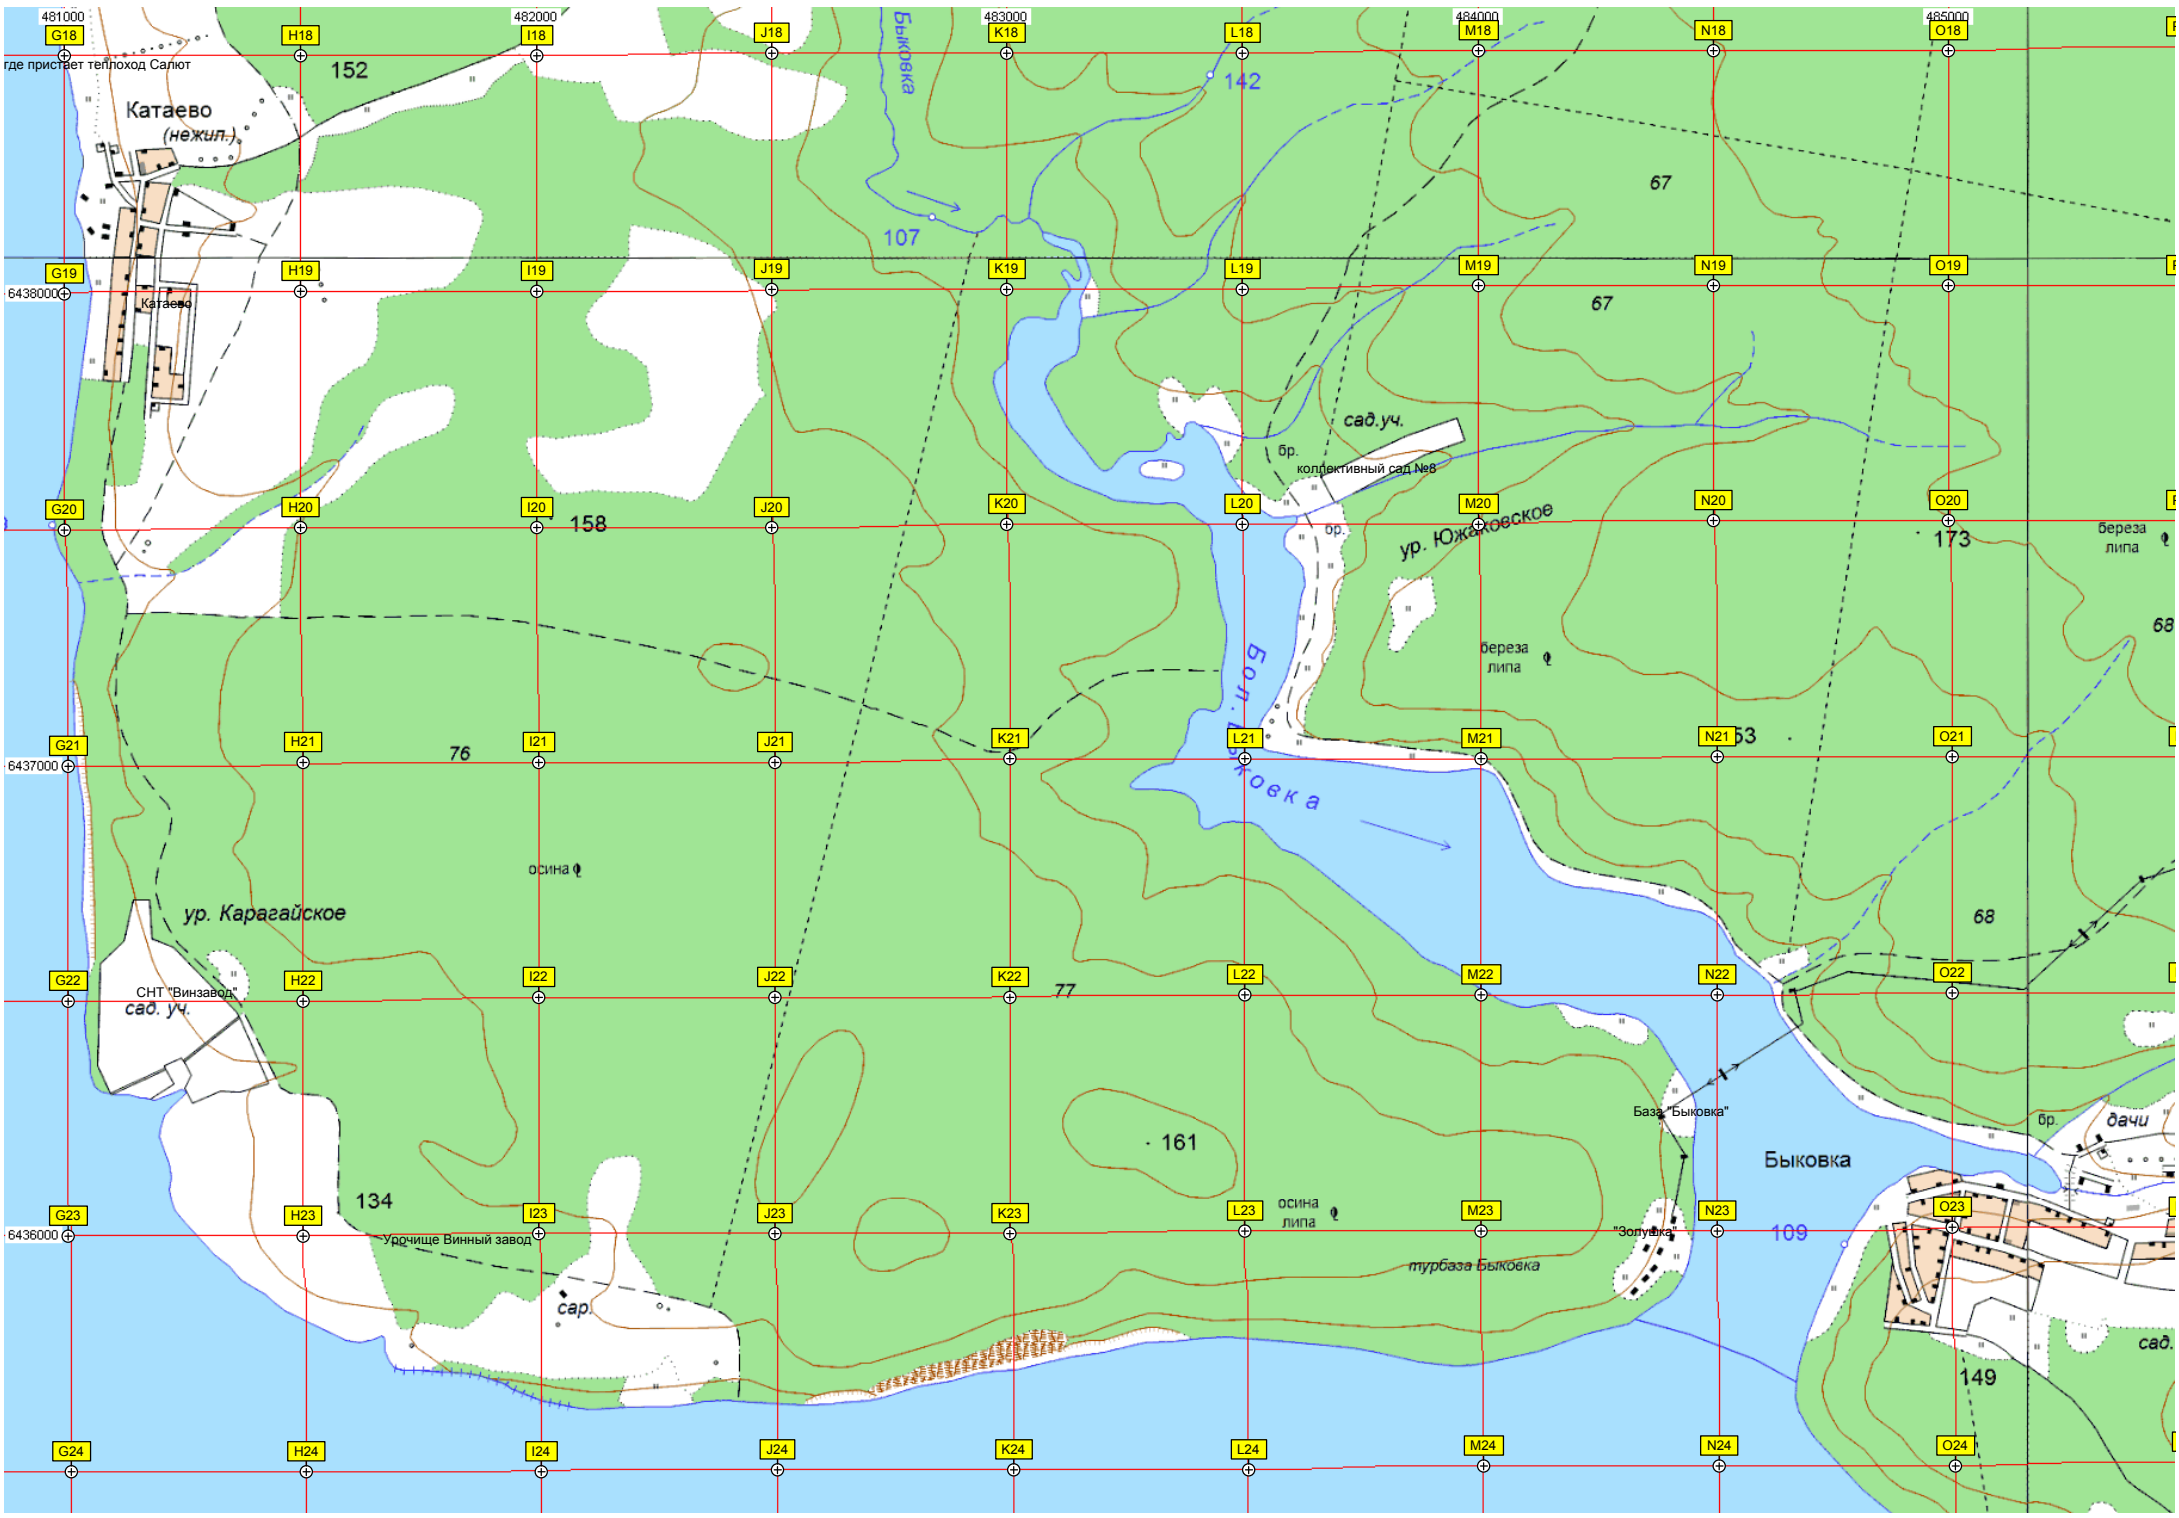 481000
482000
483000
484000
485000
G18
H18
I18
J18
K18
L18
M18
N18
O18
где пристает теплоход Салют
152
Быковка
142
Катаево
(нежил.)
67
107
G19
H19
I19
J19
K19
L19
M19
N19
O19
6438000
Катаево
67
сад.уч.
бр.
коллективный сад №8
G20
H20
I20
J20
K20
L20
M20
N20
O20
158
бр.
ур. Южаковское
173
береза
липа
68
береза
липа
Бол. Быковка
G21
H21
I21
J21
K21
L21
M21
N21
O21
6437000
76
53
осина
ур. Карагайское
68
G22
H22
I22
J22
K22
L22
M22
N22
O22
СНТ "Винзавод"
сад. уч.
77
База "Быковка"
бр.
дачи
161
Быковка
134
осина
липа
G23
H23
I23
J23
K23
L23
M23
N23
O23
6436000
Урочище Винный завод
"Золушка"
109
турбаза Быковка
сар.
сад.
149
G24
H24
I24
J24
K24
L24
M24
N24
O24